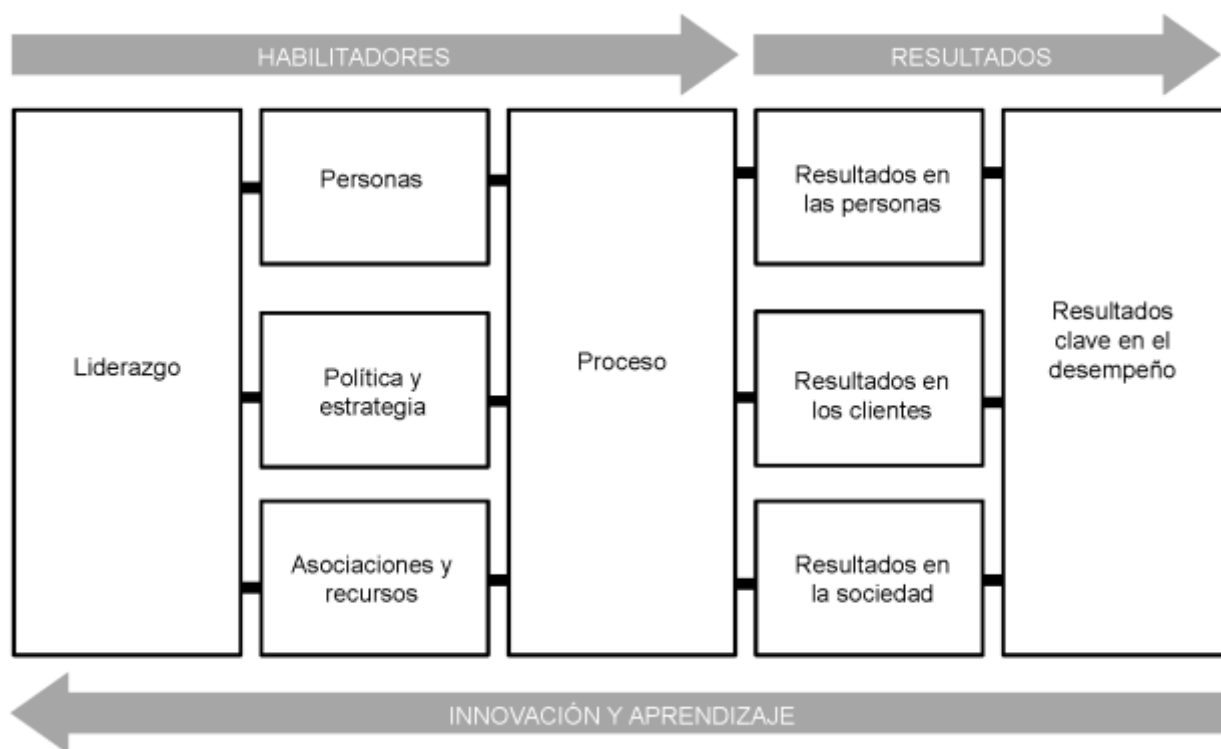 HABILITADORES
RESULTADOS
Liderazgo
Personas
Política y
estrategia
Asociaciones y
recursos
Proceso
Resultados en
las personas
Resultados en
los clientes
Resultados en
la sociedad
Resultados
clave en el
desempeño
INNOVACIÓN Y APRENDIZAJE